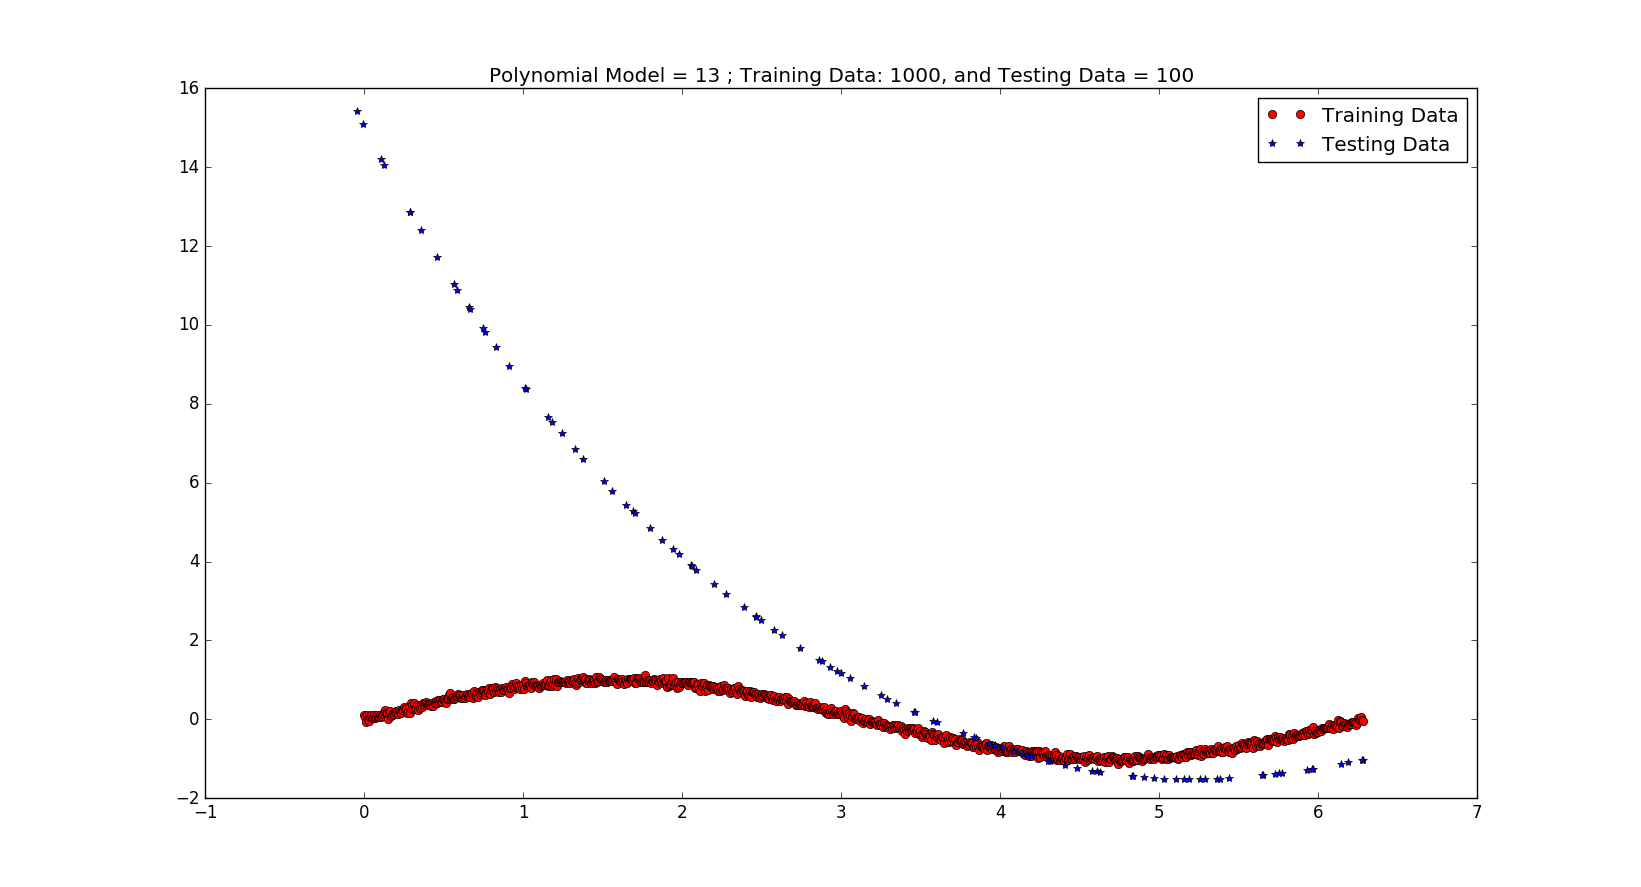 Polynomial Model = 13 ; Training Data: 1000, and Testing Data = 100
Training Data
Testing Data
16
14
12
10
8
6
4
2
0
−2
−1 0 1 2 3 4 5 6 7